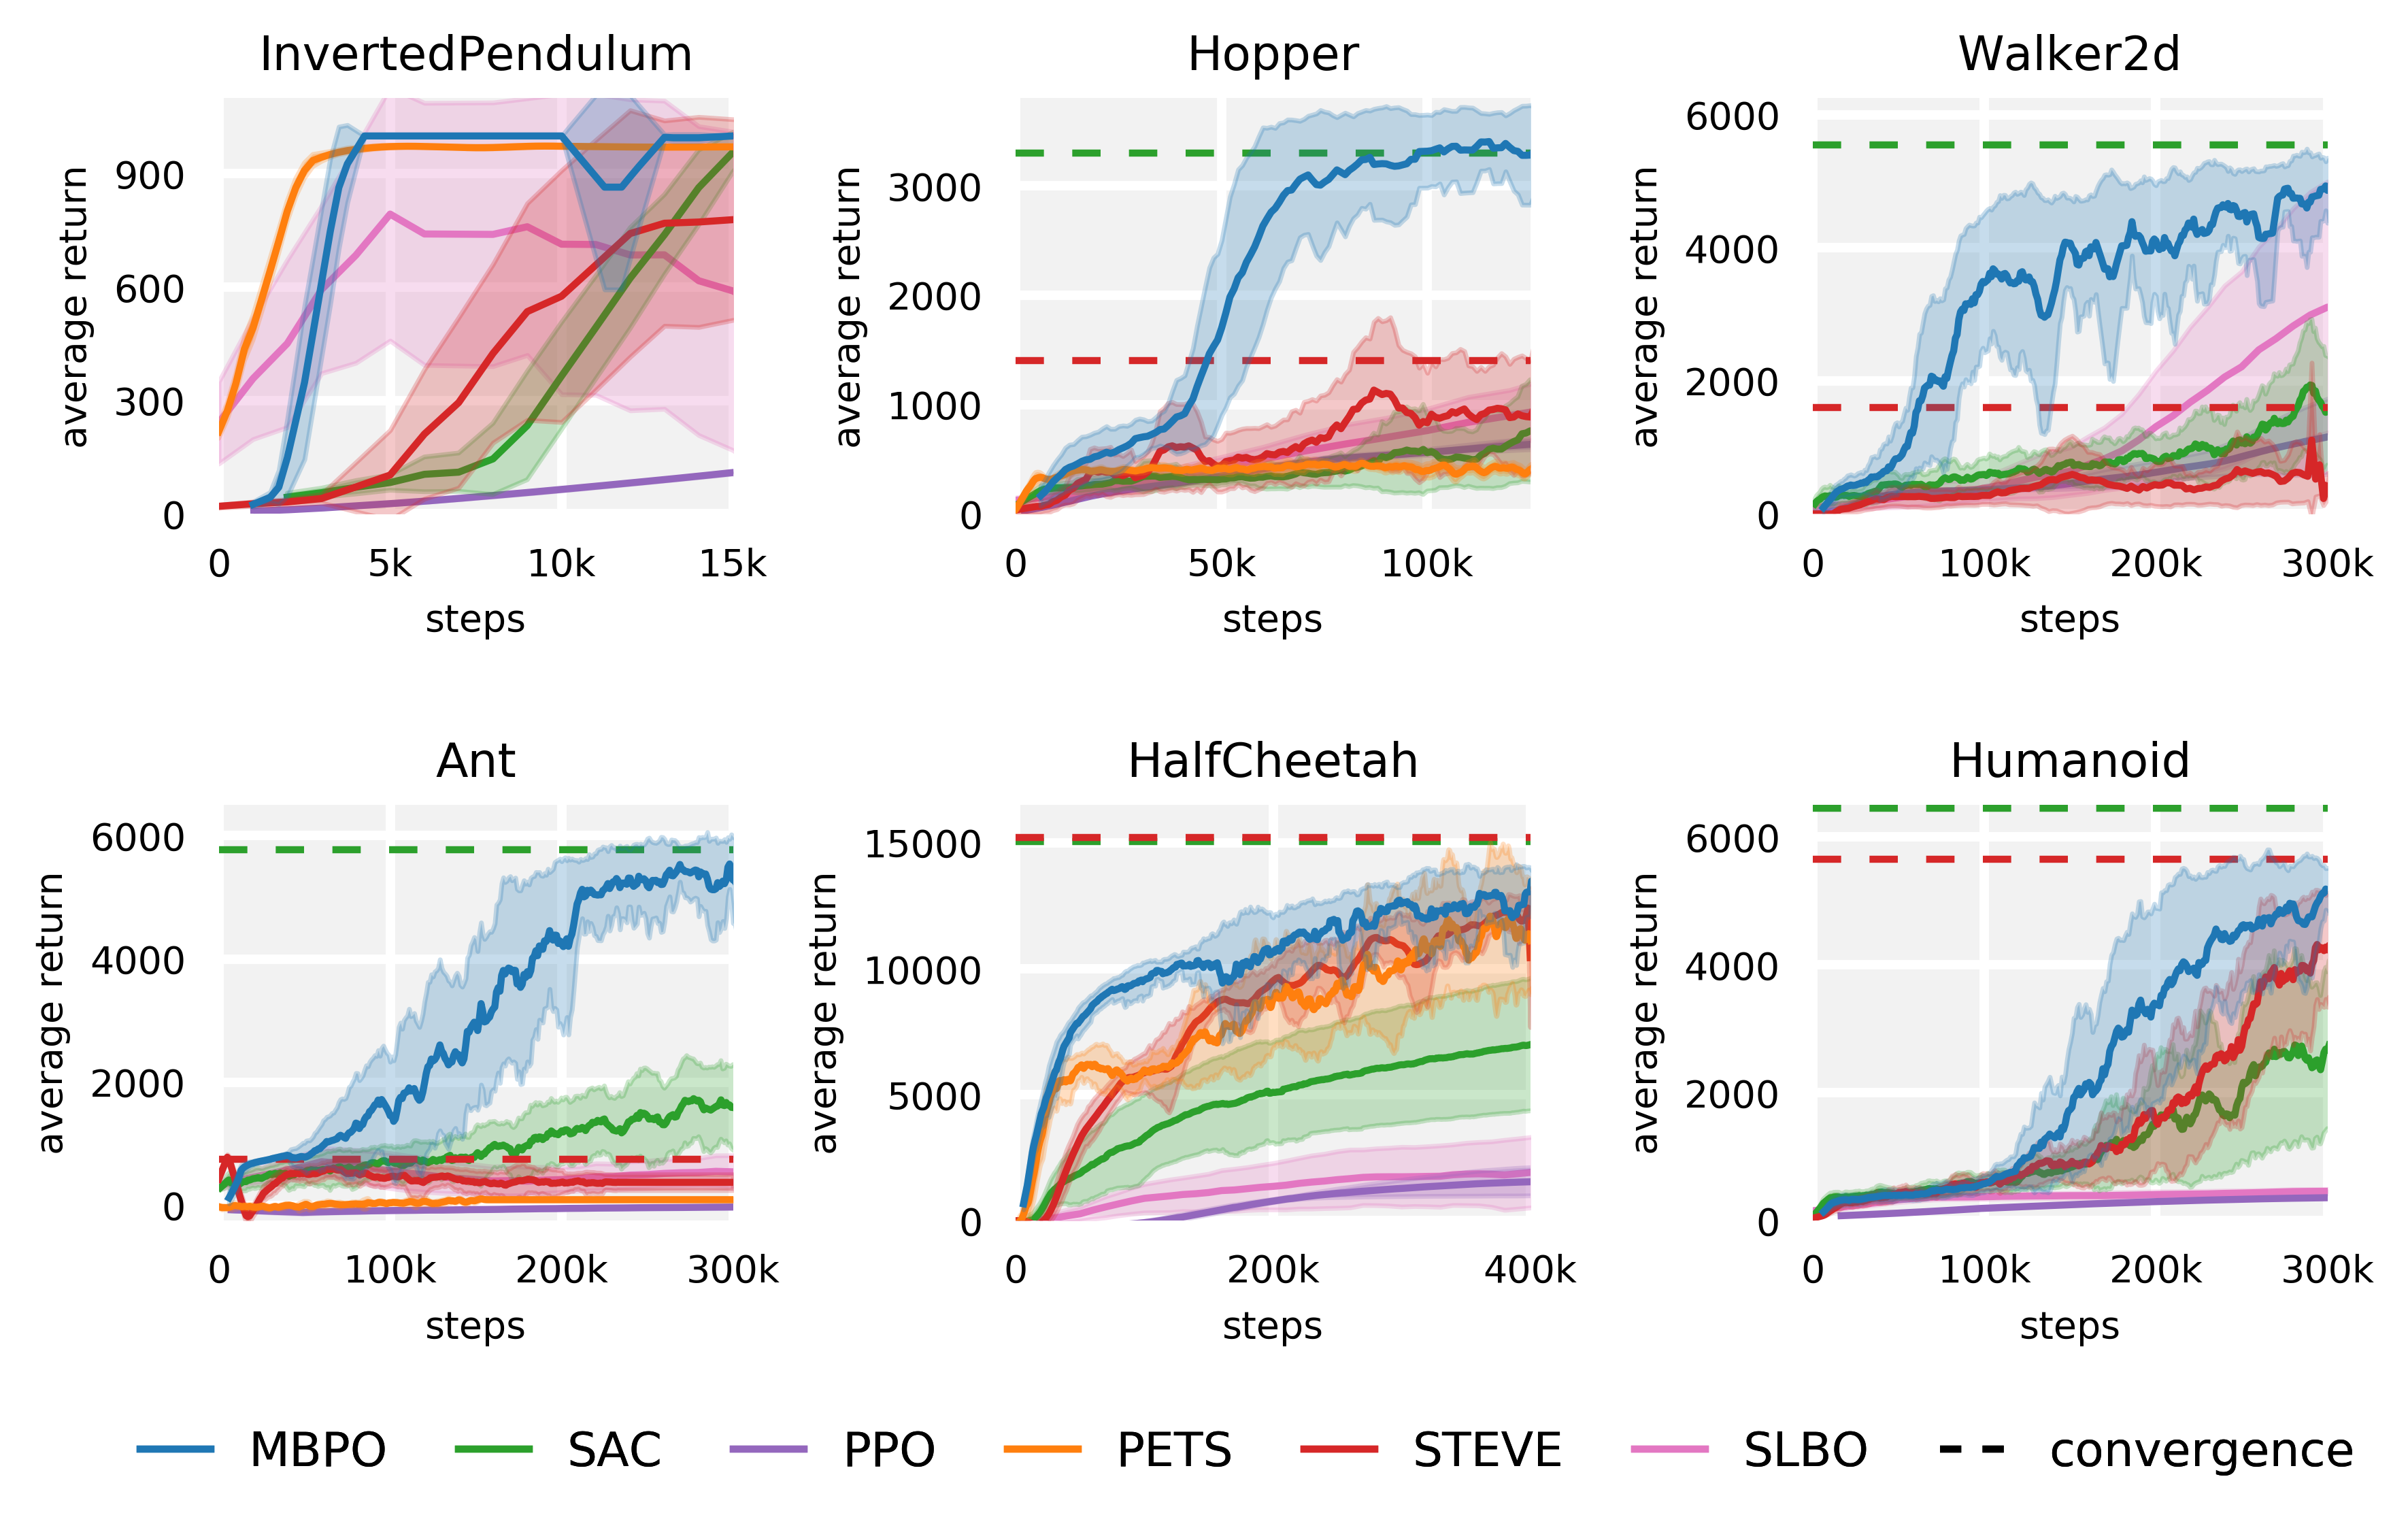 InvertedPendulum
average return
900
600
300
0
0 5k 10k 15k
steps
Hopper
average return
3000
2000
1000
0
0 50k 100k
steps
Walker2d
average return
6000
4000
2000
0
0 100k 200k 300k
steps
Ant
average return
6000
4000
2000
0
0 100k 200k 300k
steps
HalfCheetah
average return
15000
10000
5000
0
0 200k 400k
steps
Humanoid
average return
6000
4000
2000
0
0 100k 200k 300k
steps
MBPO SAC PPO PETS STEVE SLBO convergence